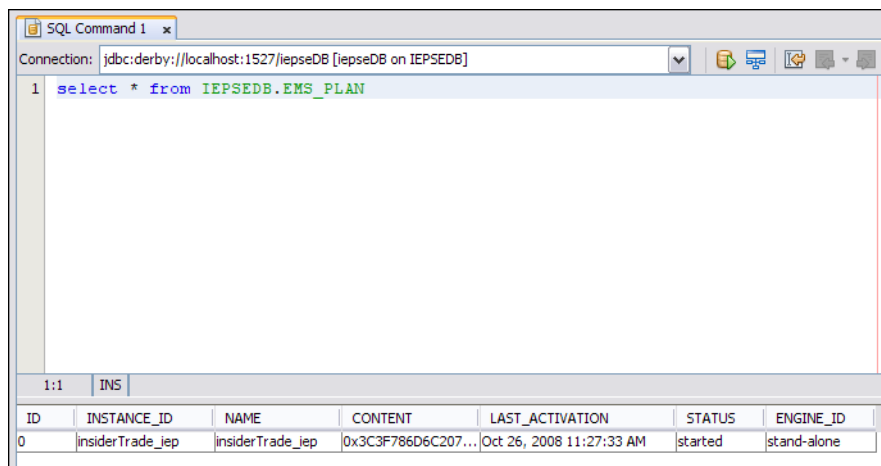 SQL Command 1 x
Connection: jdbc:derby://localhost:1527/iepseDB [iepseDB on IEPSEDB]
1 select * from IEPSEDB.EMS_PLAN
1:1 INS
ID INSTANCE_ID NAME CONTENT LAST_ACTIVATION STATUS ENGINE_ID
0 insiderTrade_iep insiderTrade_iep 0x3C3F786D6C207... Oct 26, 2008 11:27:33 AM started stand-alone